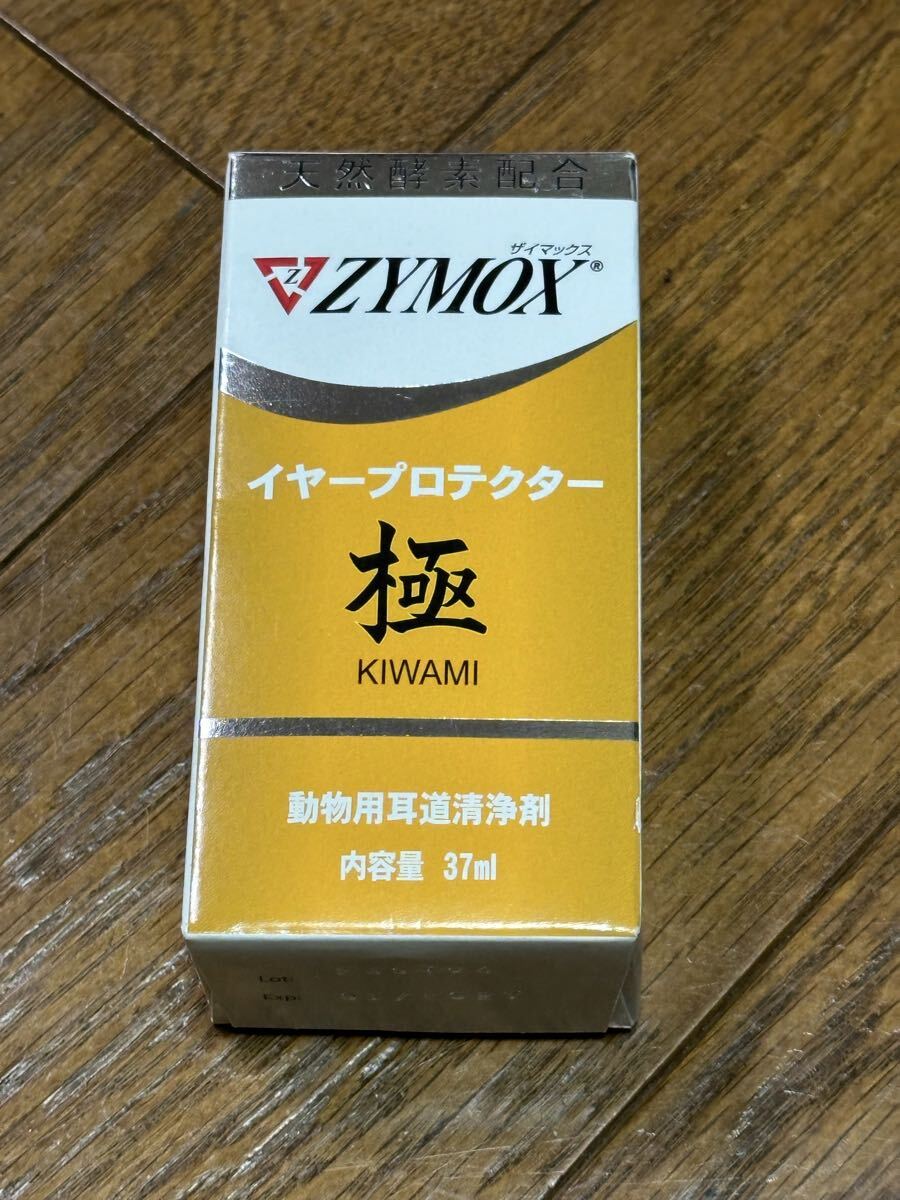 天然酵素配合
ザイマックス
Z ZYMOX®
イヤープロテクター
極
KIWAMI
動物用耳道清浄剤
内容量 37ml
Lot:
Exp: